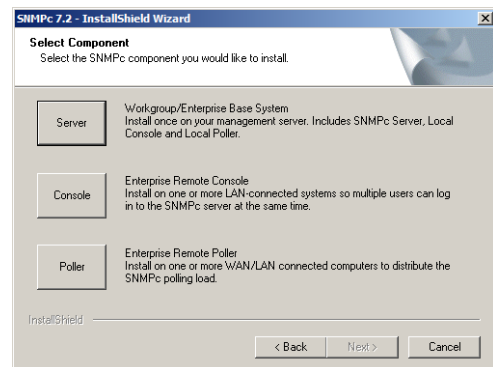 SNMPc 7.2 - InstallShield Wizard
Select Component
Select the SNMPc component you would like to install.
Server
Workgroup/Enterprise Base System
Install once on your management server. Includes SNMPc Server, Local
Console and Local Poller.
Console
Enterprise Remote Console
Install on one or more LAN-connected systems so multiple users can log
in to the SNMPc server at the same time.
Poller
Enterprise Remote Poller
Install on one or more WAN/LAN connected computers to distribute the
SNMPc polling load.
InstallShield
< Back
Next >
Cancel